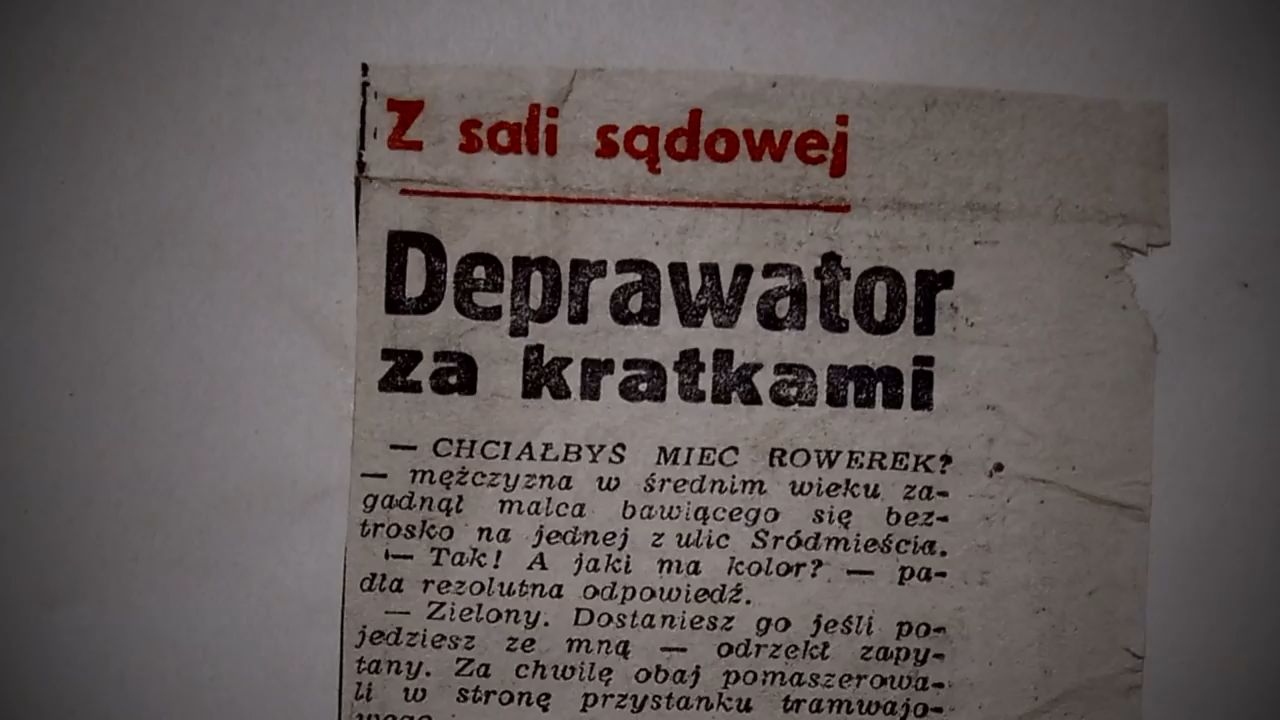 Z sali sądowej
Deprawator
za kratkami
— CHCIAŁBYŚ MIEC ROWEREK?
— mężczyzna w średnim wieku za-
gadnął malca bawiącego się bez-
trosko na jednej z ulic Sródmieścia.
— Tak! A jaki ma kolor? — pa-
dła rezolutna odpowiedź.
— Zielony. Dostaniesz go jeśli po-
jedziesz ze mną — odrzekł zapy-
tany. Za chwilę obaj pomaszerowa-
li w stronę przystanku tramwajo-
wego